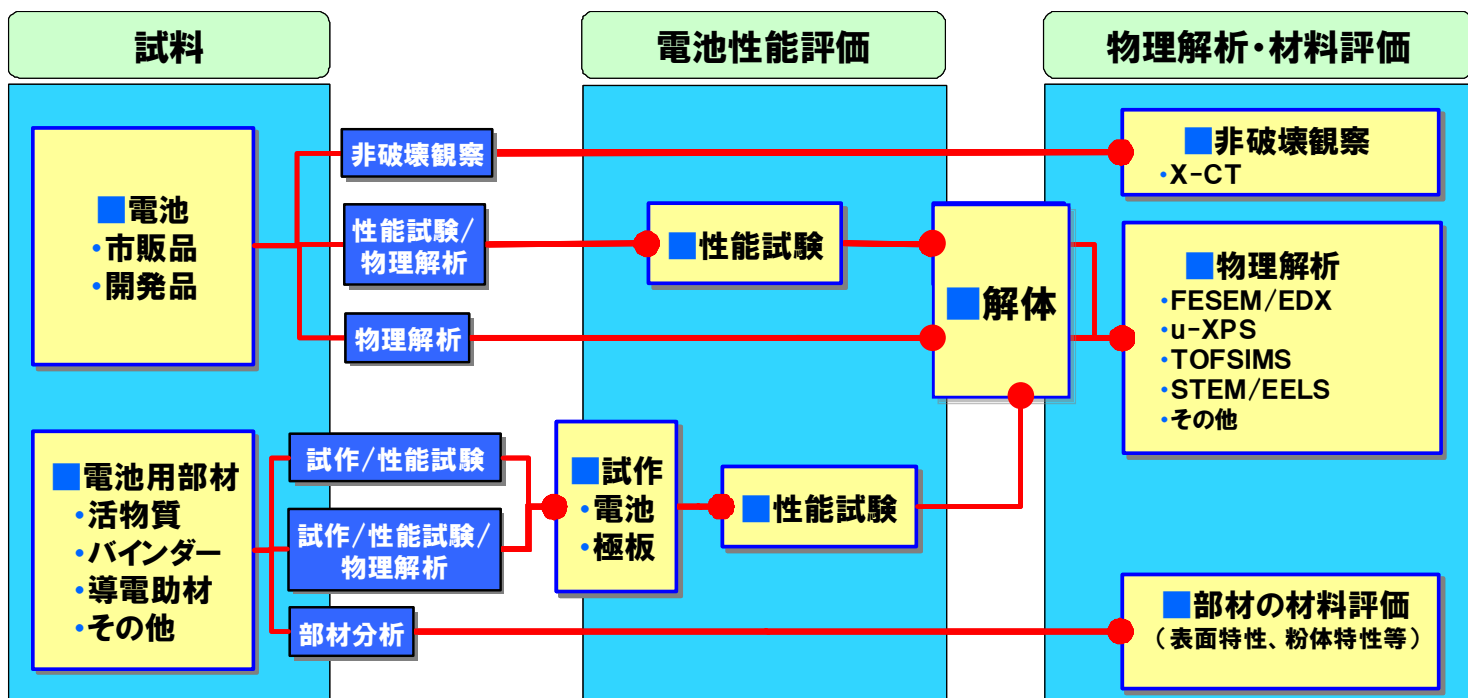 試料
電池性能評価
物理解析・材料評価
■電池
・市販品
・開発品
非破壊観察
性能試験/
物理解析
物理解析
■性能試験
■解体
■非破壊観察
・X-CT
■物理解析
・FESEM/EDX
・u-XPS
・TOFSIMS
・STEM/EELS
・その他
■電池用部材
・活物質
・バインダー
・導電助材
・その他
試作/性能試験
試作/性能試験/
物理解析
部材分析
■試作
・電池
・極板
■性能試験
■部材の材料評価
（表面特性、粉体特性等）